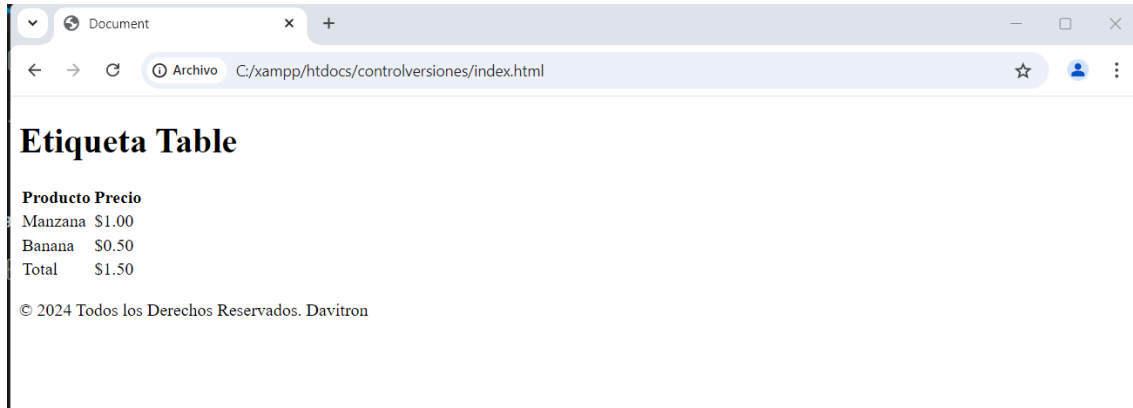 Document
Archivo C:/xampp/htdocs/controlversiones/index.html
Etiqueta Table
Producto Precio
Manzana $1.00
Banana $0.50
Total $1.50
© 2024 Todos los Derechos Reservados. Davitron